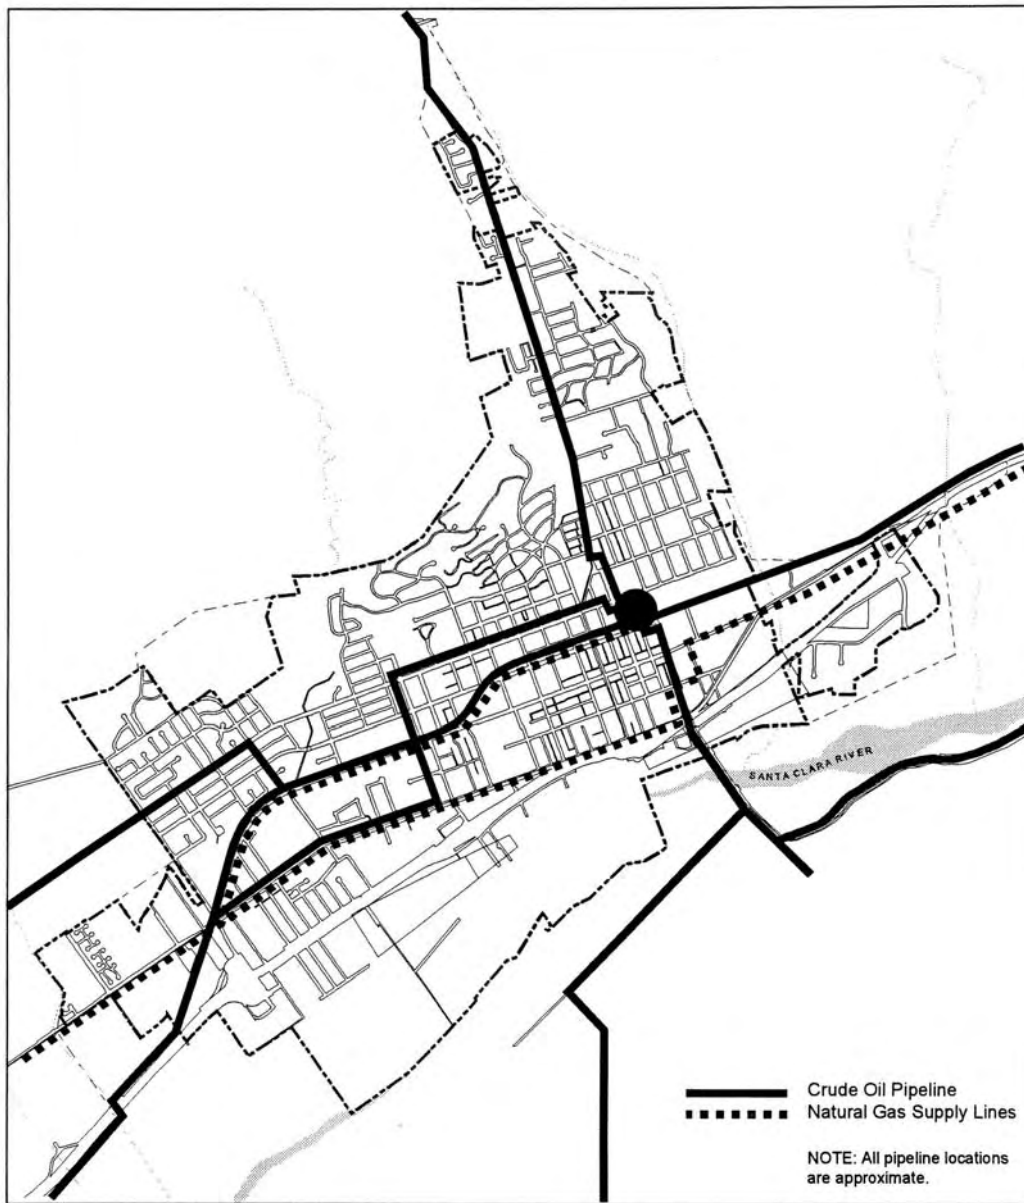 SANTA CLARA RIVER
Crude Oil Pipeline
Natural Gas Supply Lines
NOTE: All pipeline locations
are approximate.